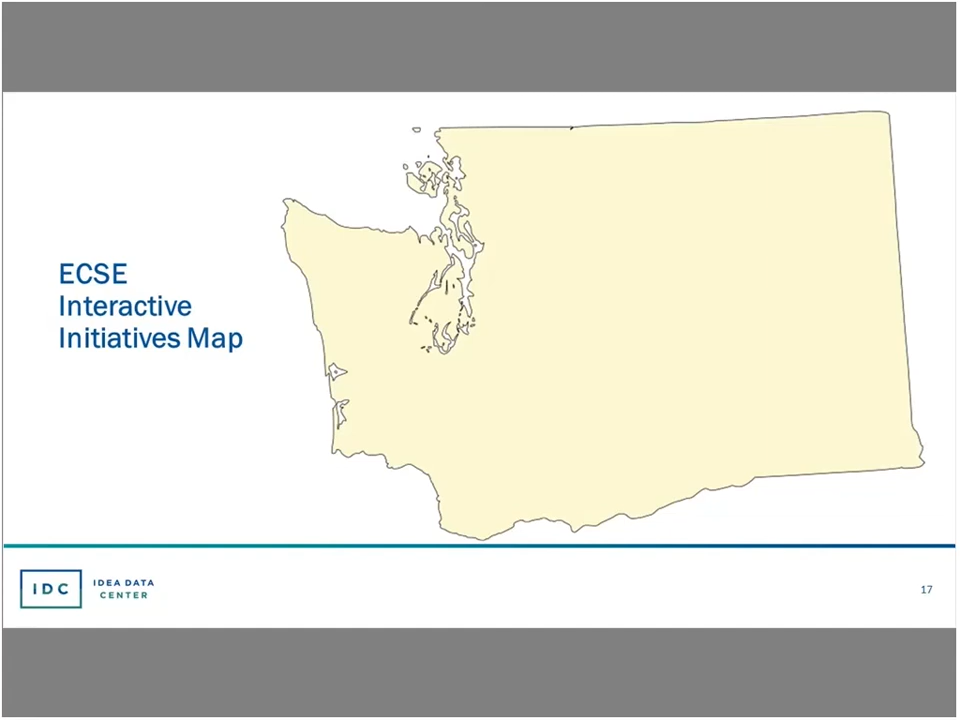 ECSE
Interactive
Initiatives Map
IDC
IDEA DATA
CENTER
17